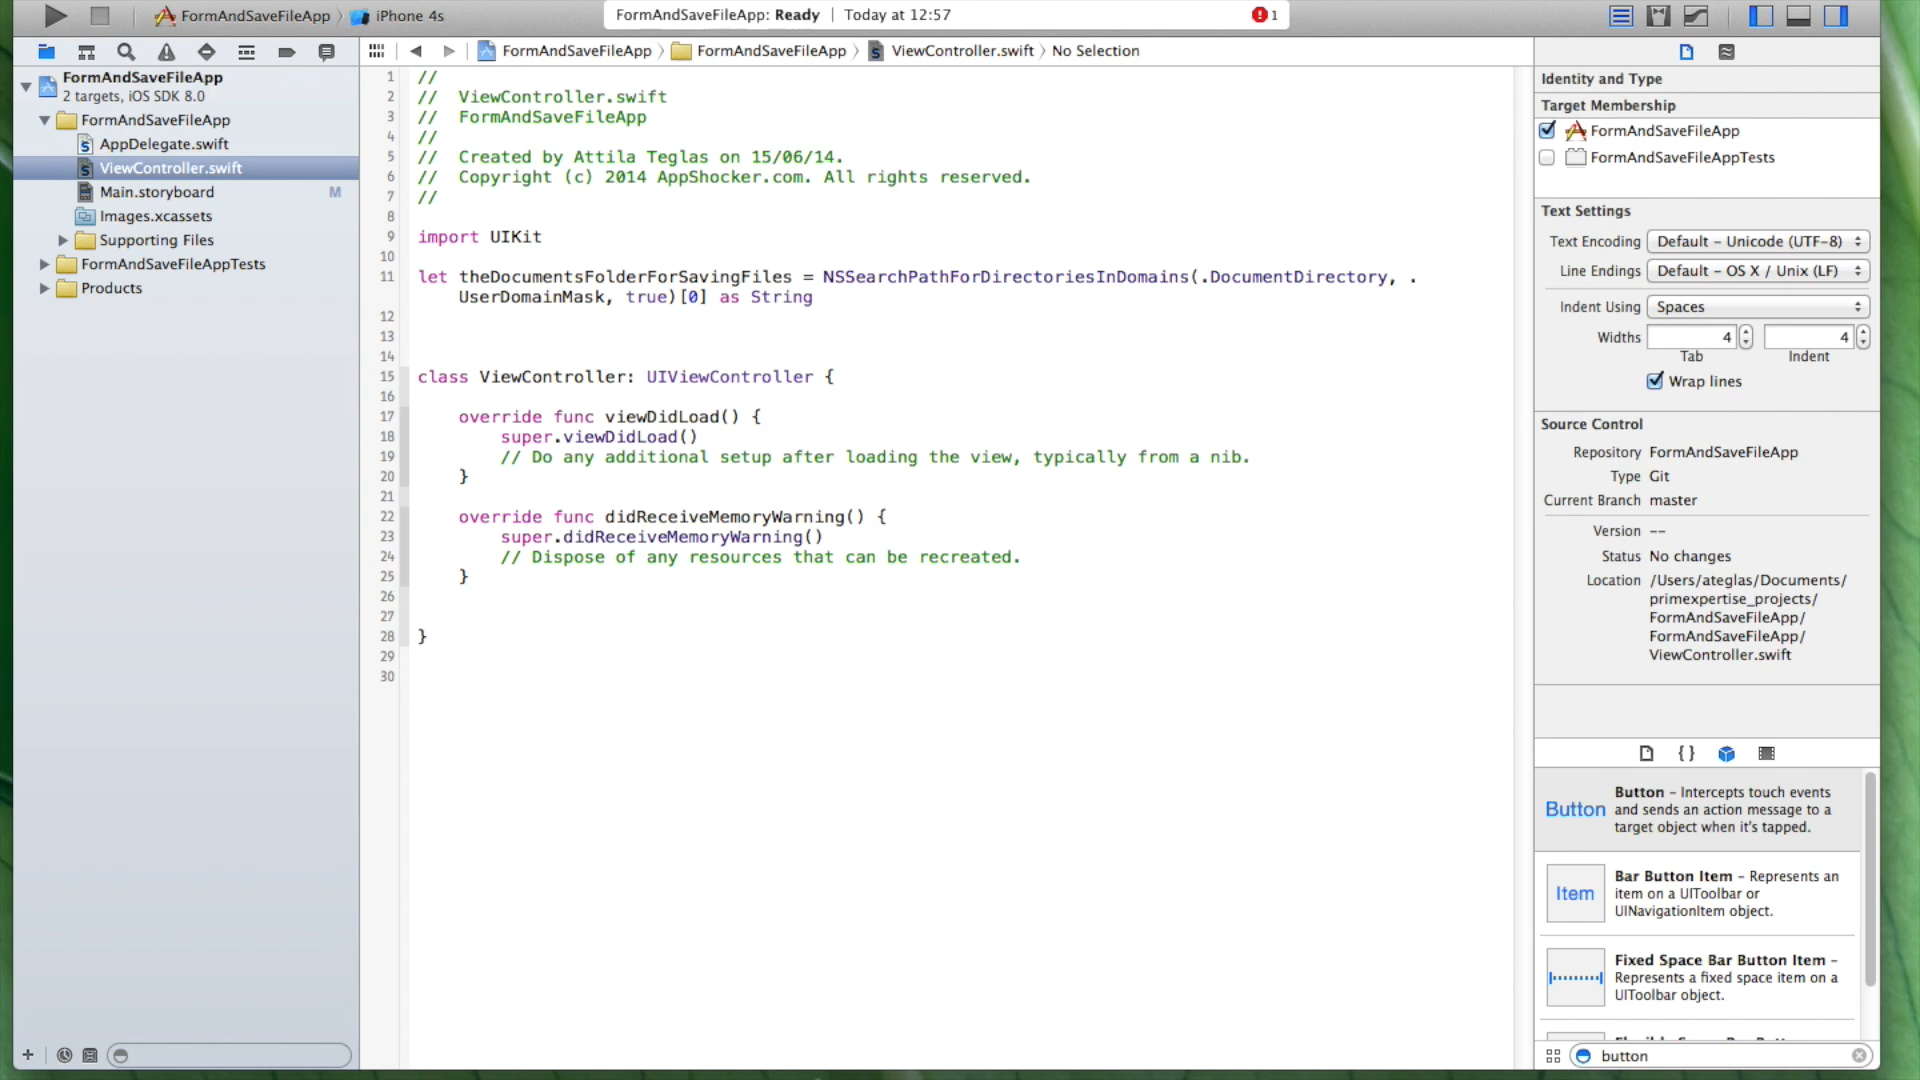 FormAndSaveFileApp iPhone 4s
FormAndSaveFileApp: Ready Today at 12:57
1
FormAndSaveFileApp FormAndSaveFileApp ViewController.swift No Selection
FormAndSaveFileApp
2 targets, iOS SDK 8.0
FormAndSaveFileApp
AppDelegate.swift
ViewController.swift
Main.storyboard M
Images.xcassets
Supporting Files
FormAndSaveFileAppTests
Products
1 //
2 // ViewController.swift
3 // FormAndSaveFileApp
4 //
5 // Created by Attila Teglas on 15/06/14.
6 // Copyright (c) 2014 AppShocker.com. All rights reserved.
7 //
8
9 import UIKit
10
11 let theDocumentsFolderForSavingFiles = NSSearchPathForDirectoriesInDomains(.DocumentDirectory, .
UserDomainMask, true)[0] as String
12
13
14
15 class ViewController: UIViewController {
16
17 override func viewDidLoad() {
18 super.viewDidLoad()
19 // Do any additional setup after loading the view, typically from a nib.
20 }
21
22 override func didReceiveMemoryWarning() {
23 super.didReceiveMemoryWarning()
24 // Dispose of any resources that can be recreated.
25 }
26
27
28 }
29
30
Identity and Type
Target Membership
FormAndSaveFileApp
FormAndSaveFileAppTests
Text Settings
Text Encoding Default – Unicode (UTF-8)
Line Endings Default – OS X / Unix (LF)
Indent Using Spaces
Widths 4 4
Tab Indent
Wrap lines
Source Control
Repository FormAndSaveFileApp
Type Git
Current Branch master
Version --
Status No changes
Location /Users/ateglas/Documents/
primexpertise_projects/
FormAndSaveFileApp/
FormAndSaveFileApp/
ViewController.swift
{ }
Button
Button – Intercepts touch events
and sends an action message to a
target object when it's tapped.
Item
Bar Button Item – Represents an
item on a UIToolbar or
UINavigationItem object.
Fixed Space Bar Button Item –
Represents a fixed space item on a
UIToolbar object.
button